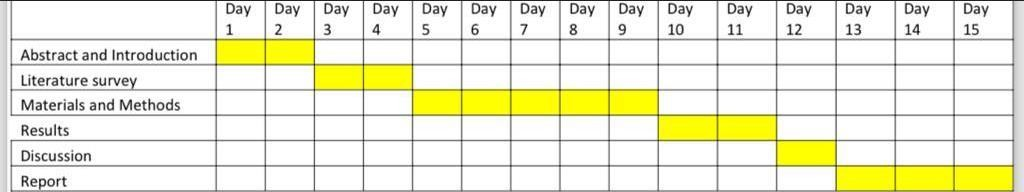 Day 1 Day 2 Day 3 Day 4 Day 5 Day 6 Day 7 Day 8 Day 9 Day 10 Day 11 Day 12 Day 13 Day 14 Day 15
Abstract and Introduction
Literature survey
Materials and Methods
Results
Discussion
Report